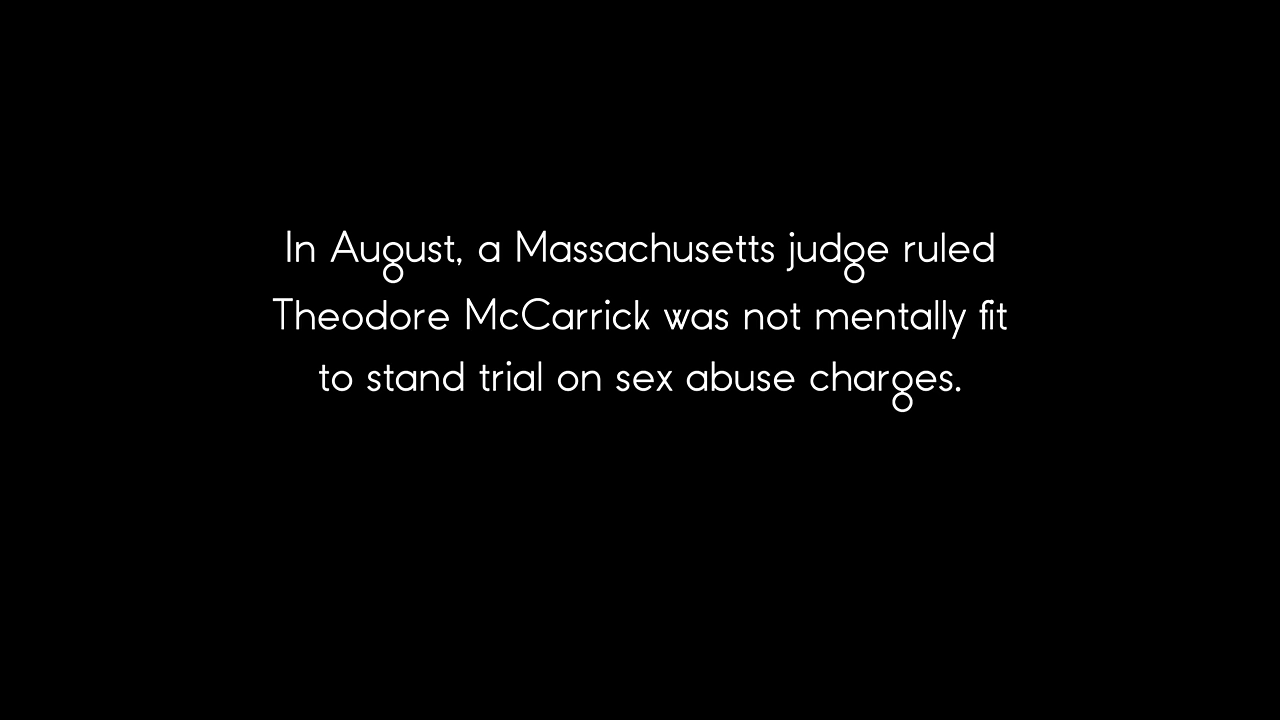 In August, a Massachusetts judge ruled
Theodore McCarrick was not mentally fit
to stand trial on sex abuse charges.